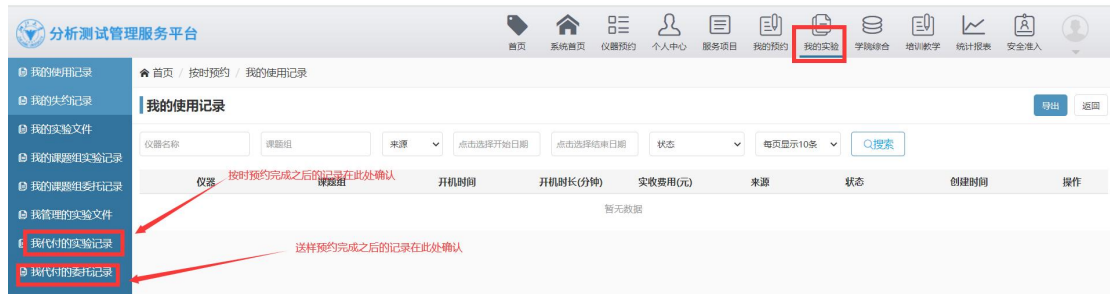 分析测试管理服务平台
首页 系统首页 仪器预约 个人中心 服务项目 我的预约 我的实验 学院综合 培训教学 统计报表 安全准入
我的使用记录
我的失约记录
我的实验文件
我的课题组实验记录
我的课题组委托记录
我管理的实验文件
我代付的实验记录
我代付的委托记录
首页 / 按时预约 / 我的使用记录
我的使用记录
导出 返回
仪器名称 课题组 来源 点击选择开始日期 点击选择结束日期 状态 每页显示10条 搜索
按时预约完成之后的记录在此处确认
仪器 课题组 开机时间 开机时长(分钟) 实收费用(元) 来源 状态 创建时间 操作
暂无数据
送样预约完成之后的记录在此处确认